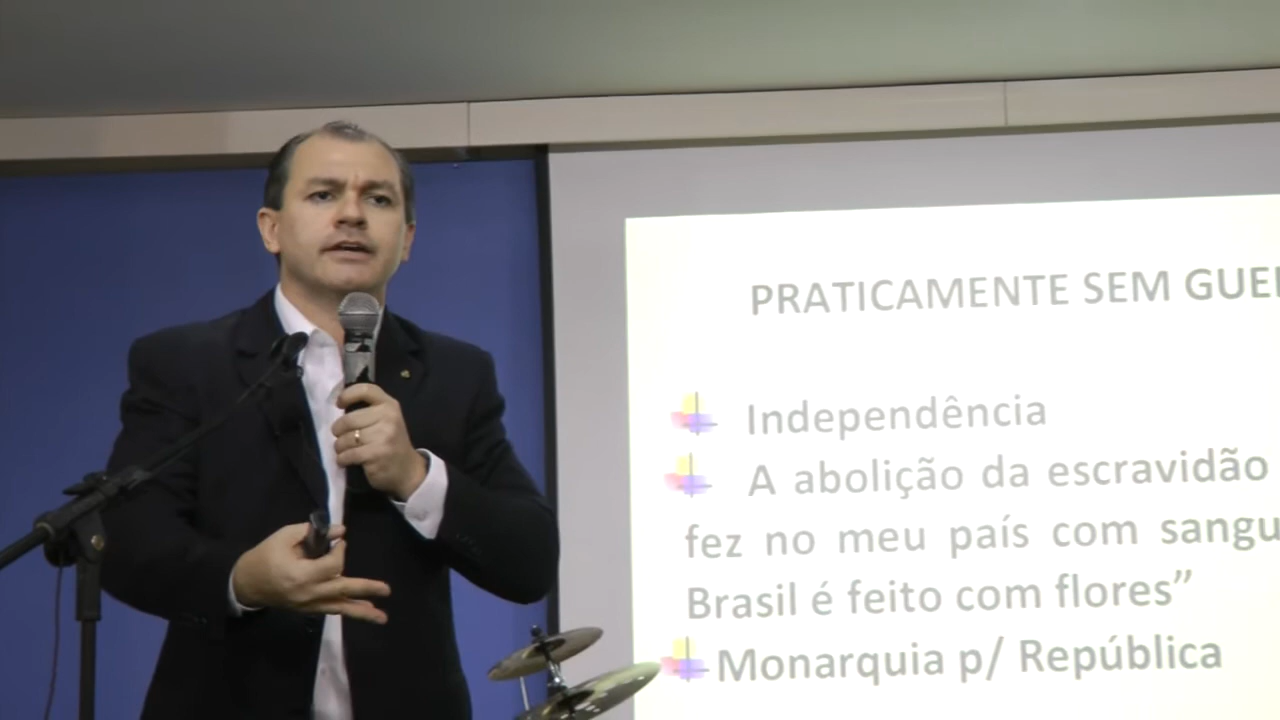 PRATICAMENTE SEM
Independência
A abolição da escravidão
fez no meu país com
Brasil é feito com flores”
Monarquia p/ República